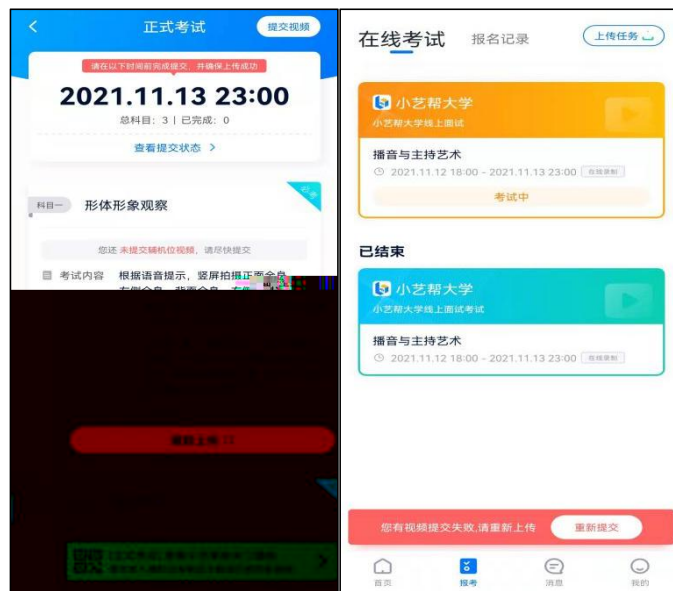 正式考试
提交视频
请在以下时间前完成提交，并确保上传成功
2021.11.13 23:00
总科目：3 | 已完成：0
查看提交状态 >
科目一
形体形象观察
必考
您还 未提交辅机位视频，请尽快提交
考试内容 根据语音提示，竖屏拍摄正面全身
在线考试
报名记录
上传任务
小艺帮大学
小艺帮大学线上面试
播音与主持艺术
2021.11.12 18:00 - 2021.11.13 23:00 在线录制
考试中
已结束
小艺帮大学
小艺帮大学线上面试考试
播音与主持艺术
2021.11.12 18:00 - 2021.11.13 23:00 在线录制
您有视频提交失败,请重新上传
重新提交
首页
报考
消息
我的